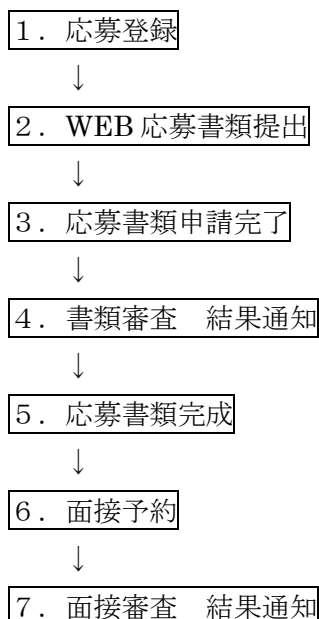 １．応募登録
↓
２．WEB 応募書類提出
↓
３．応募書類申請完了
↓
４．書類審査　結果通知
↓
５．応募書類完成
↓
６．面接予約
↓
７．面接審査　結果通知